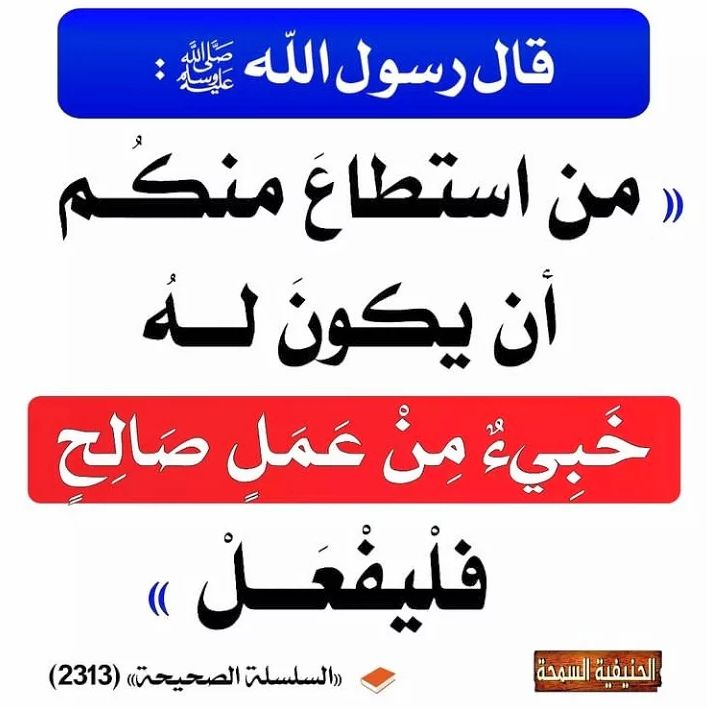 قال رسول الله ﷺ :
« من استطاعَ منكُم
أن يكونَ لهُ
خَبِيءٌ مِنْ عَمَلٍ صَالِحٍ
فلْيفْعَلْ »
«السلسلة الصحيحة» (2313)
الحنيفية السمحة